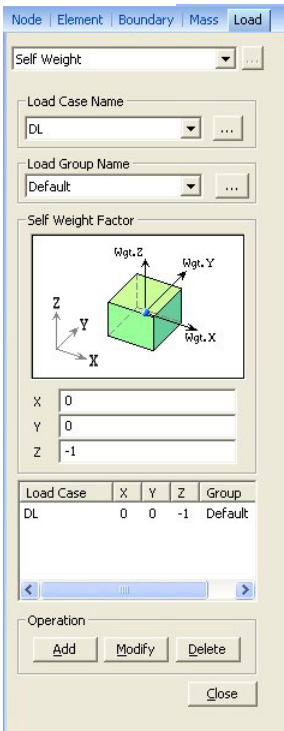 Node Element Boundary Mass Load
Self Weight ...
Load Case Name
DL ...
Load Group Name
Default ...
Self Weight Factor
Wgt.Z
Wgt.Y
Z
Y
Wgt.X
X
X 0
Y 0
Z -1
Load Case X Y Z Group
DL 0 0 -1 Default
Operation
Add Modify Delete
Close